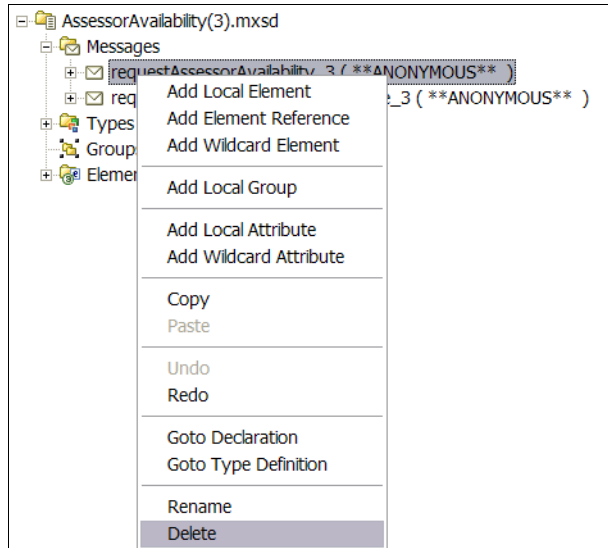 AssessorAvailability(3).mxsd
Messages
requestAssessorAvailability_3 ( **ANONYMOUS** )
req e_3 ( **ANONYMOUS** )
Types
Group
Elemen
Add Local Element
Add Element Reference
Add Wildcard Element
Add Local Group
Add Local Attribute
Add Wildcard Attribute
Copy
Paste
Undo
Redo
Goto Declaration
Goto Type Definition
Rename
Delete